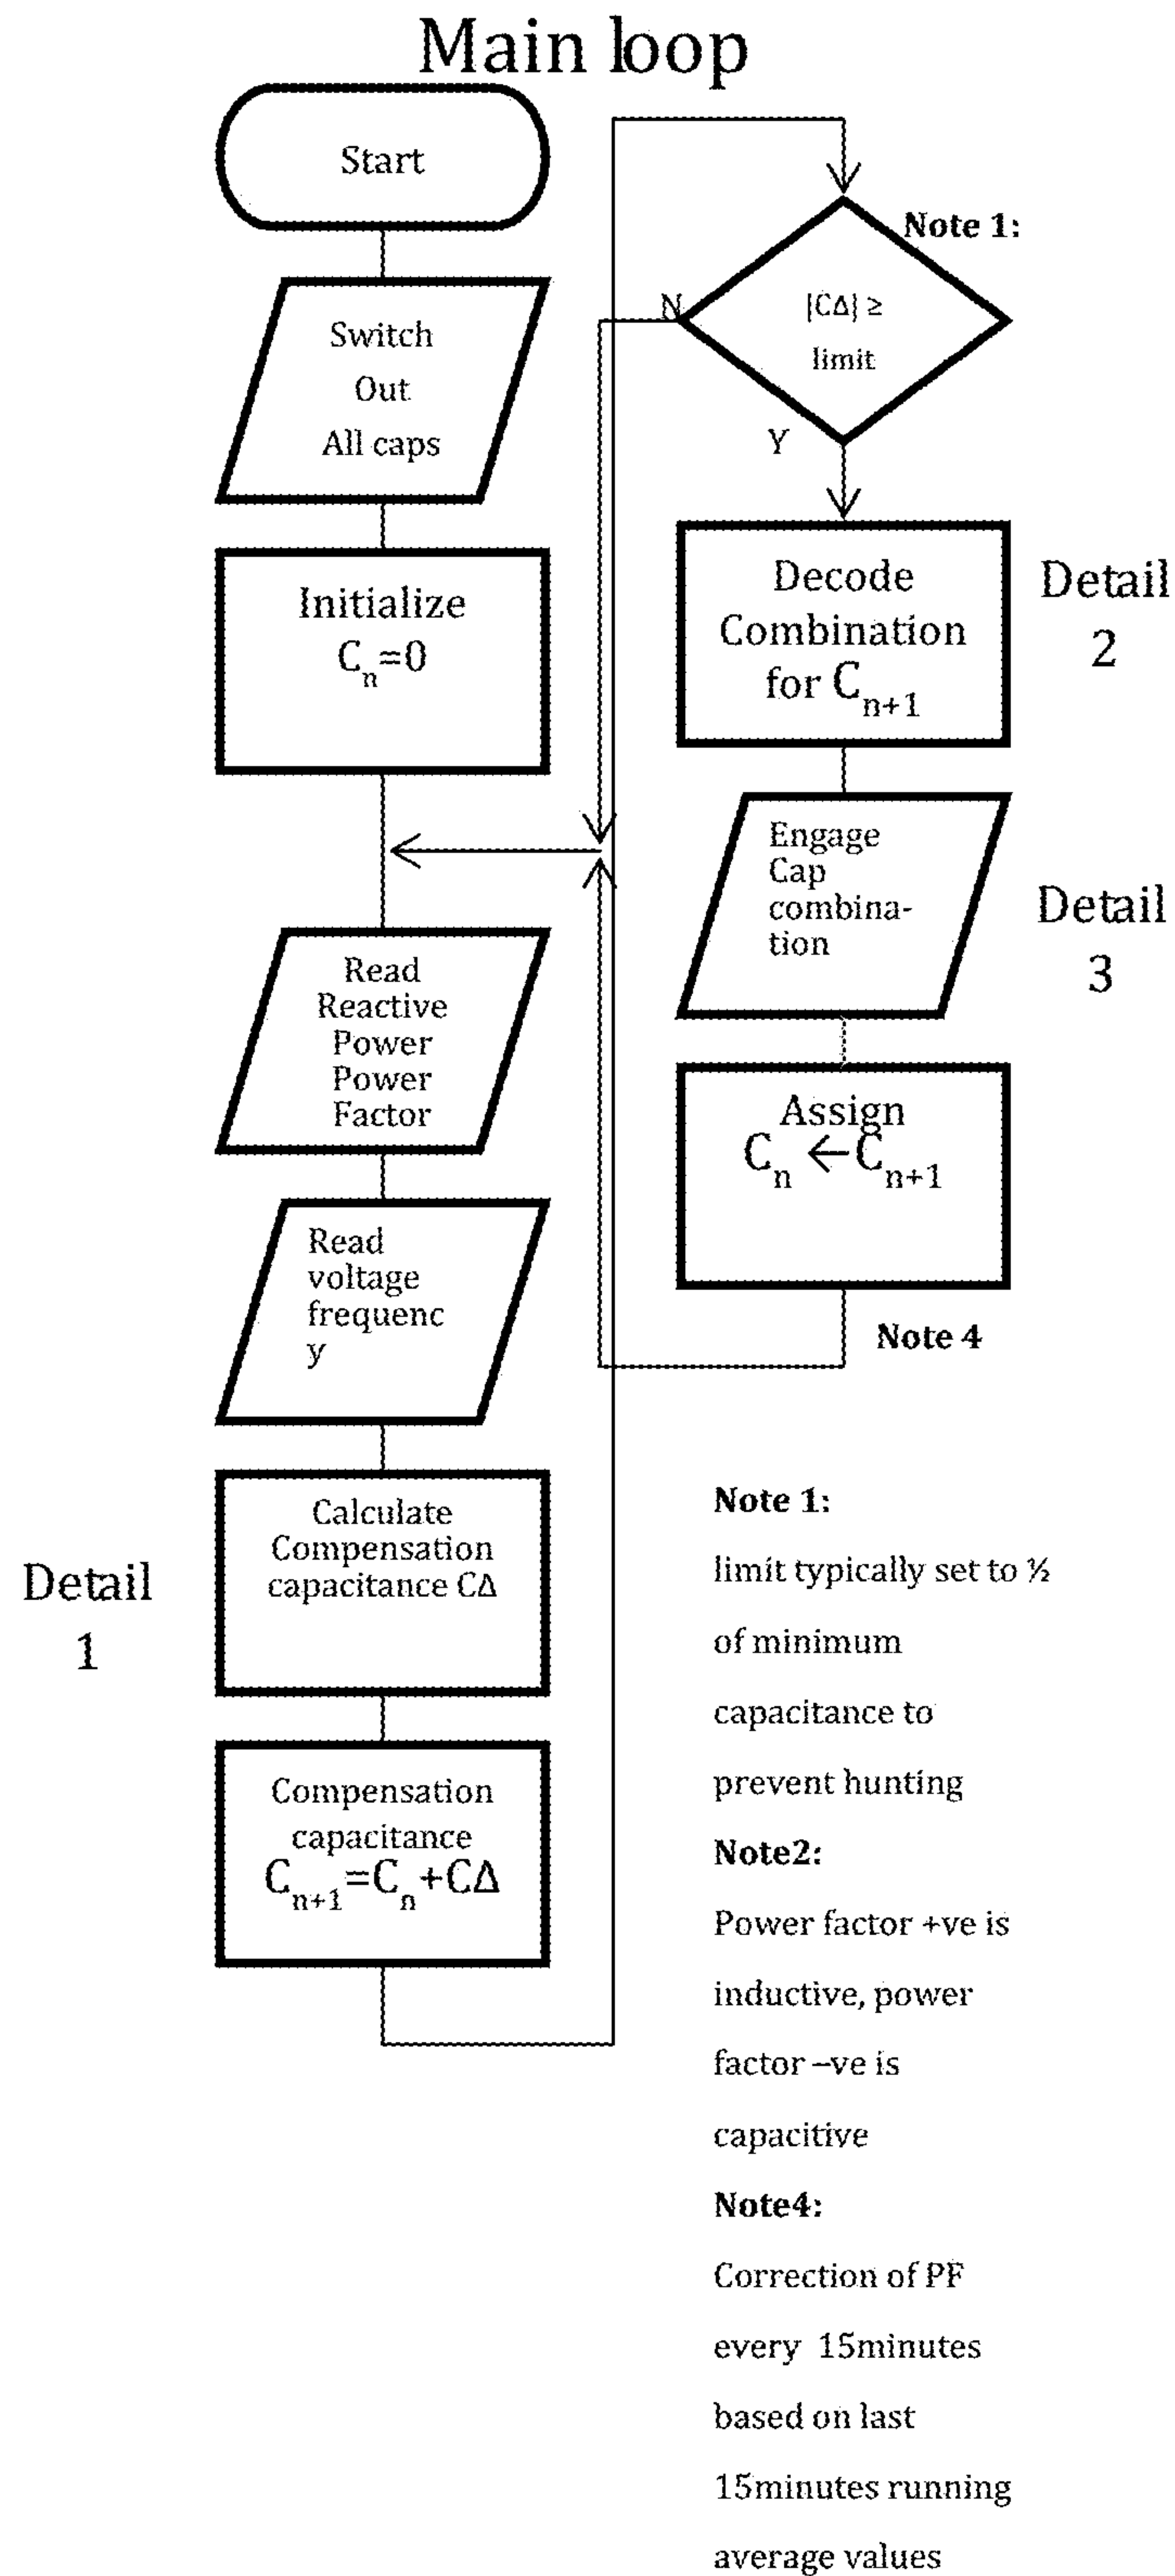 Main loop
Start
Switch
Out
All caps
Initialize
Cn=0
Read
Reactive
Power
Power
Factor
Read
voltage
frequenc
y
Detail
1
Calculate
Compensation
capacitance CΔ
Compensation
capacitance
Cn+1=Cn+CΔ
Note 1:
|CΔ| ≥
limit
N
Y
Decode
Combination
for Cn+1
Detail
2
Engage
Cap
combina-
tion
Detail
3
Assign
Cn ←Cn+1
Note 4
Note 1:
limit typically set to ½
of minimum
capacitance to
prevent hunting
Note2:
Power factor +ve is
inductive, power
factor –ve is
capacitive
Note4:
Correction of PF
every 15minutes
based on last
15minutes running
average values